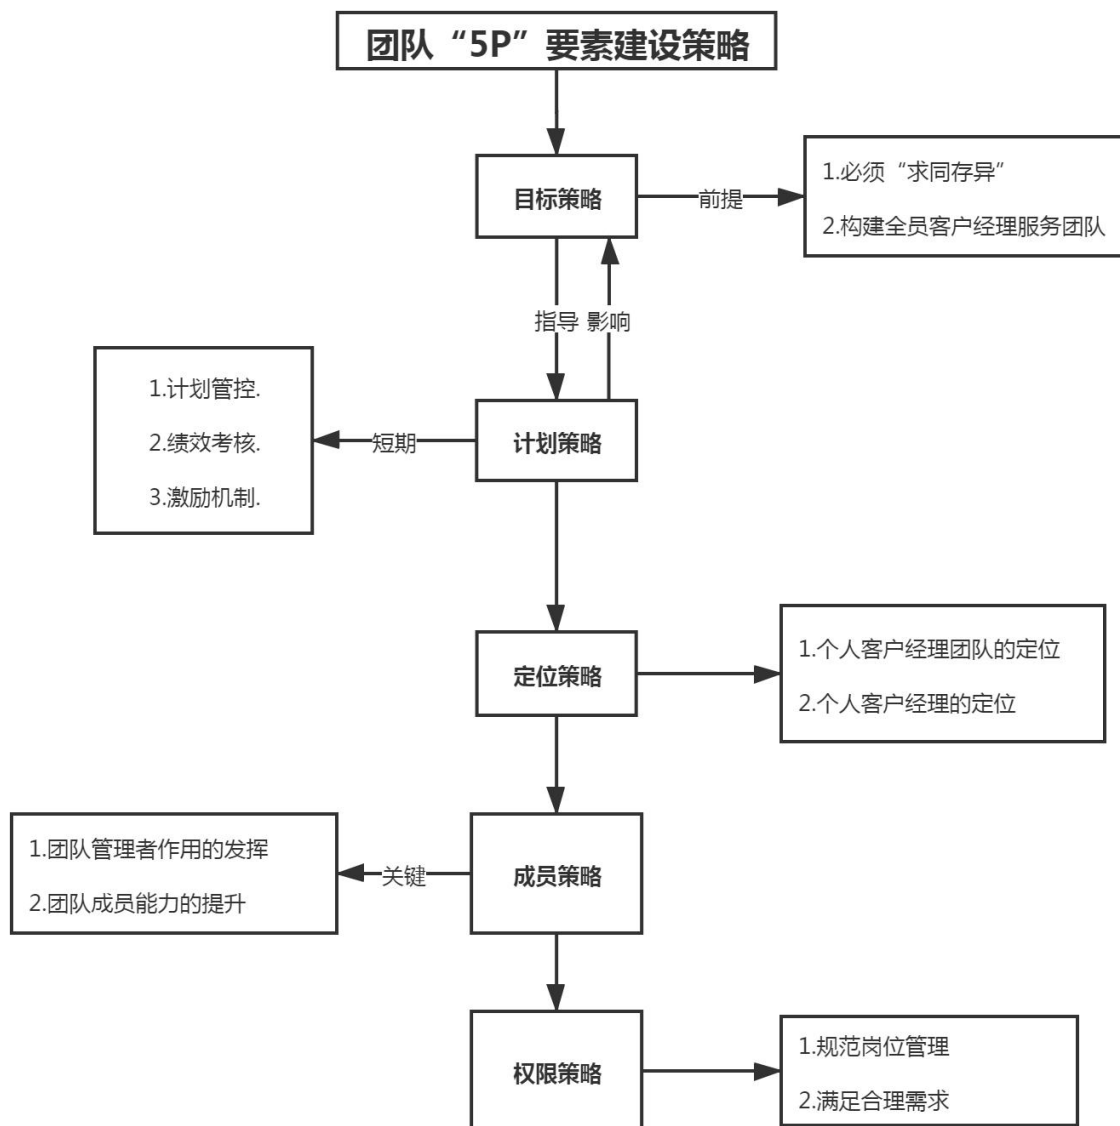 团队“5P”要素建设策略
目标策略
前提
1.必须“求同存异”
2.构建全员客户经理服务团队
指导 影响
1.计划管控.
2.绩效考核.
3.激励机制.
短期
计划策略
定位策略
1.个人客户经理团队的定位
2.个人客户经理的定位
1.团队管理者作用的发挥
2.团队成员能力的提升
关键
成员策略
权限策略
1.规范岗位管理
2.满足合理需求